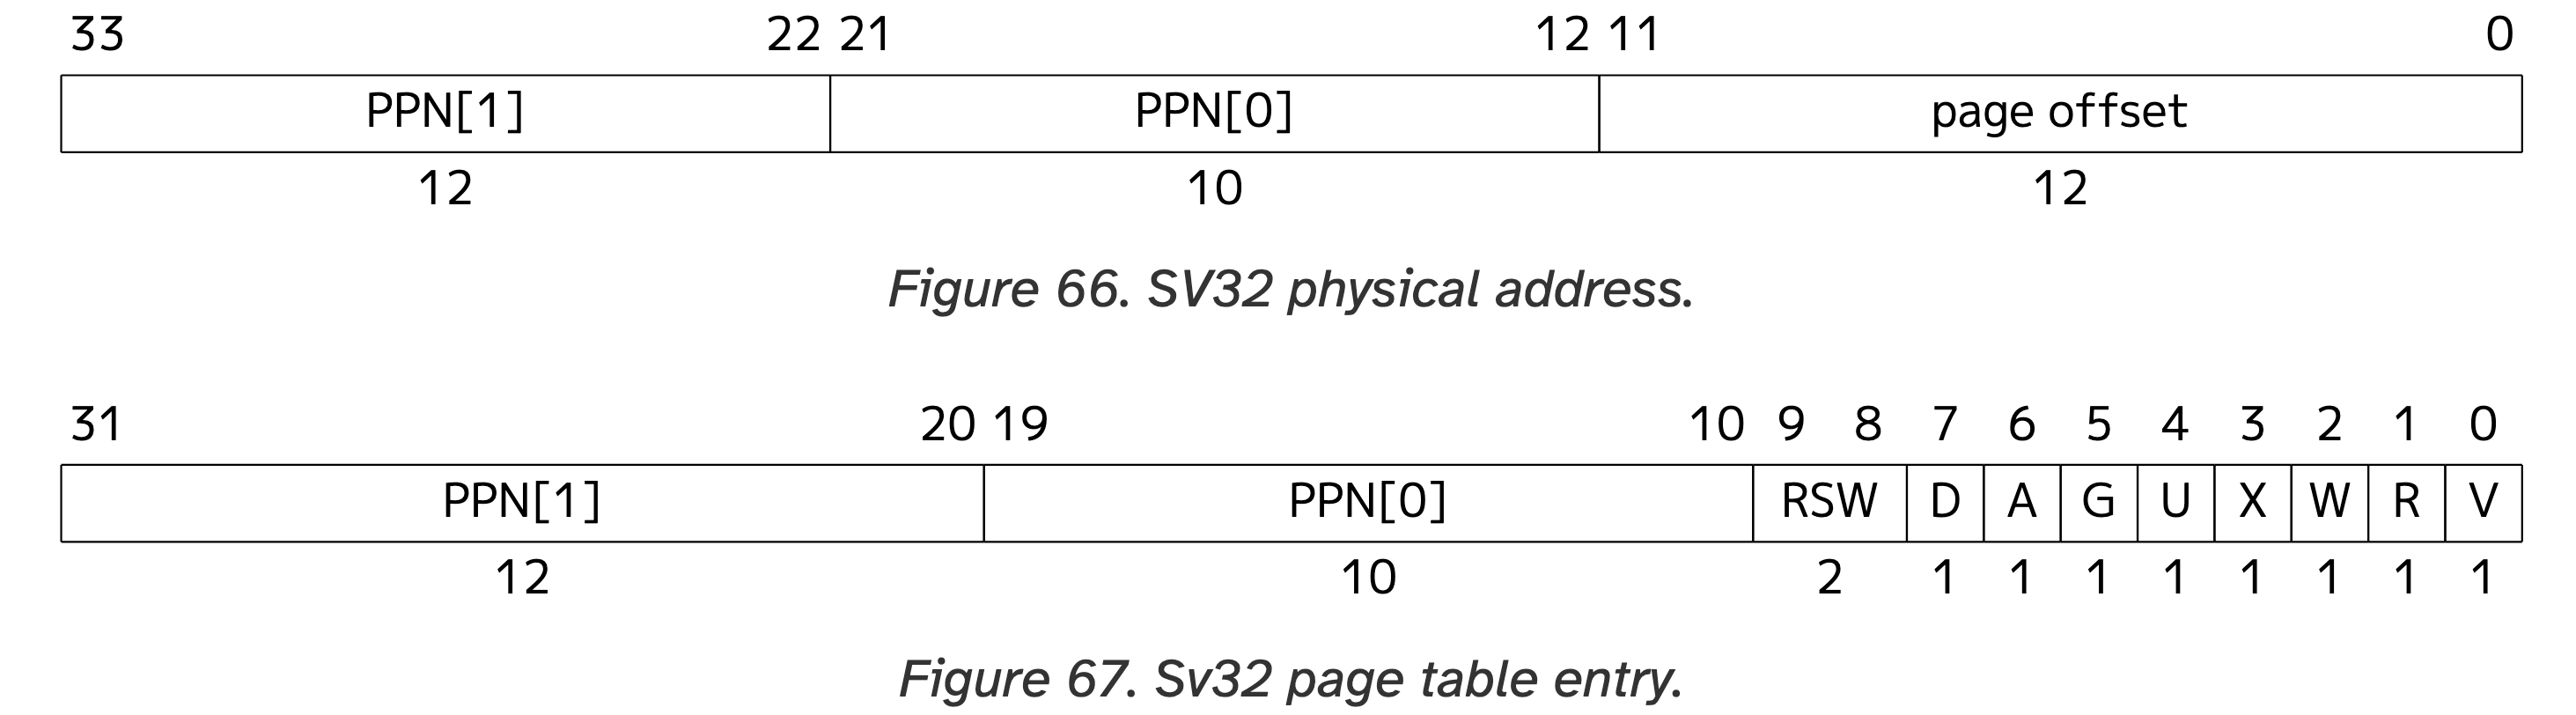 33 22 21 12 11 0
PPN[1] PPN[0] page offset
12 10 12
Figure 66. SV32 physical address.
31 20 19 10 9 8 7 6 5 4 3 2 1 0
PPN[1] PPN[0] RSW D A G U X W R V
12 10 2 1 1 1 1 1 1 1 1
Figure 67. Sv32 page table entry.